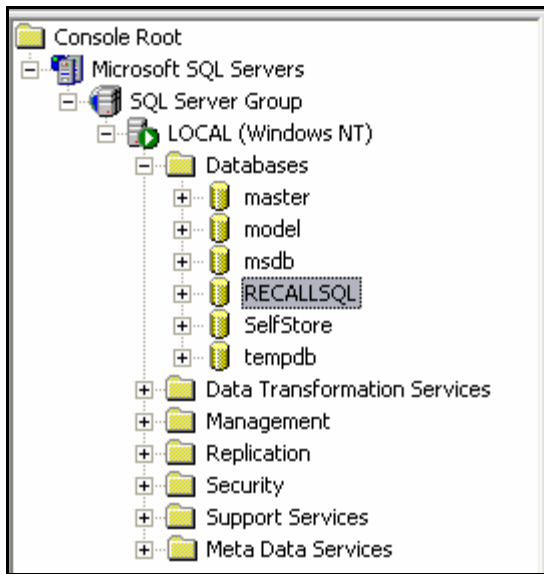 Console Root
Microsoft SQL Servers
SQL Server Group
LOCAL (Windows NT)
Databases
master
model
msdb
RECALLSQL
SelfStore
tempdb
Data Transformation Services
Management
Replication
Security
Support Services
Meta Data Services